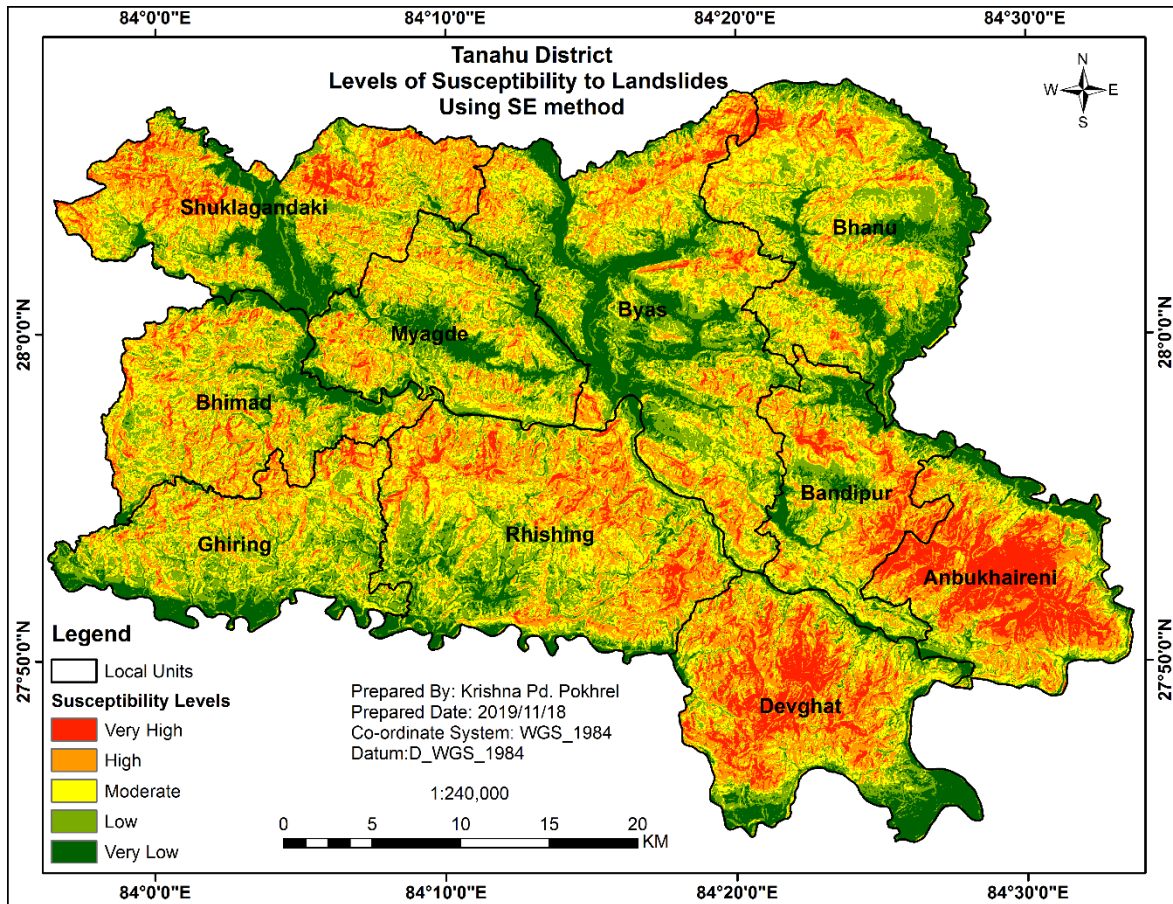 84°0'0"E
84°10'0"E
84°20'0"E
84°30'0"E
Tanahu District
Levels of Susceptibility to Landslides
Using SE method
N
W E
S
Shuklagandaki
Bhanu
Byas
Myagde
28°0'0"N
28°0'0"N
Bhimad
Bandipur
Rhishing
Ghiring
Anbukhaireni
Devghat
27°50'0"N
27°50'0"N
Legend
Local Units
Susceptibility Levels
Very High
High
Moderate
Low
Very Low
Prepared By: Krishna Pd. Pokhrel
Prepared Date: 2019/11/18
Co-ordinate System: WGS_1984
Datum:D_WGS_1984
1:240,000
0 5 10 15 20
KM
84°0'0"E
84°10'0"E
84°20'0"E
84°30'0"E